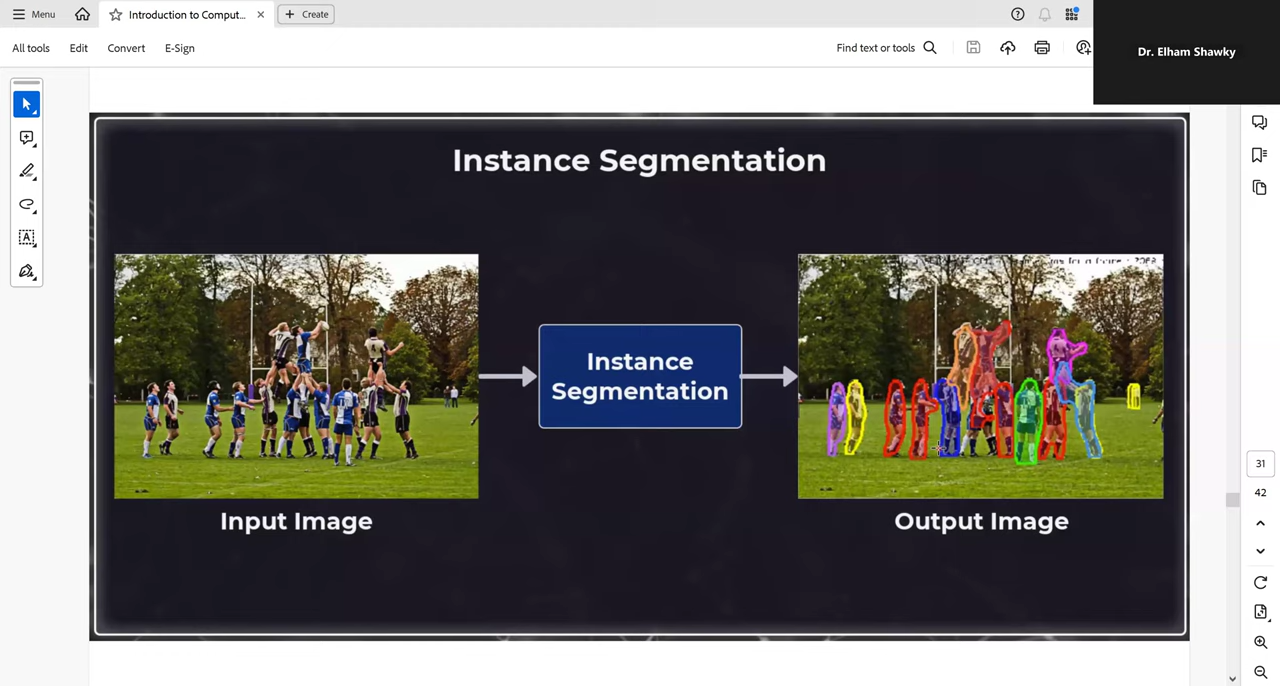 Menu
Introduction to Comput...
Create
All tools
Edit
Convert
E-Sign
Find text or tools
Dr. Elham Shawky
Instance Segmentation
Instance
Segmentation
Input Image
Output Image
31
42